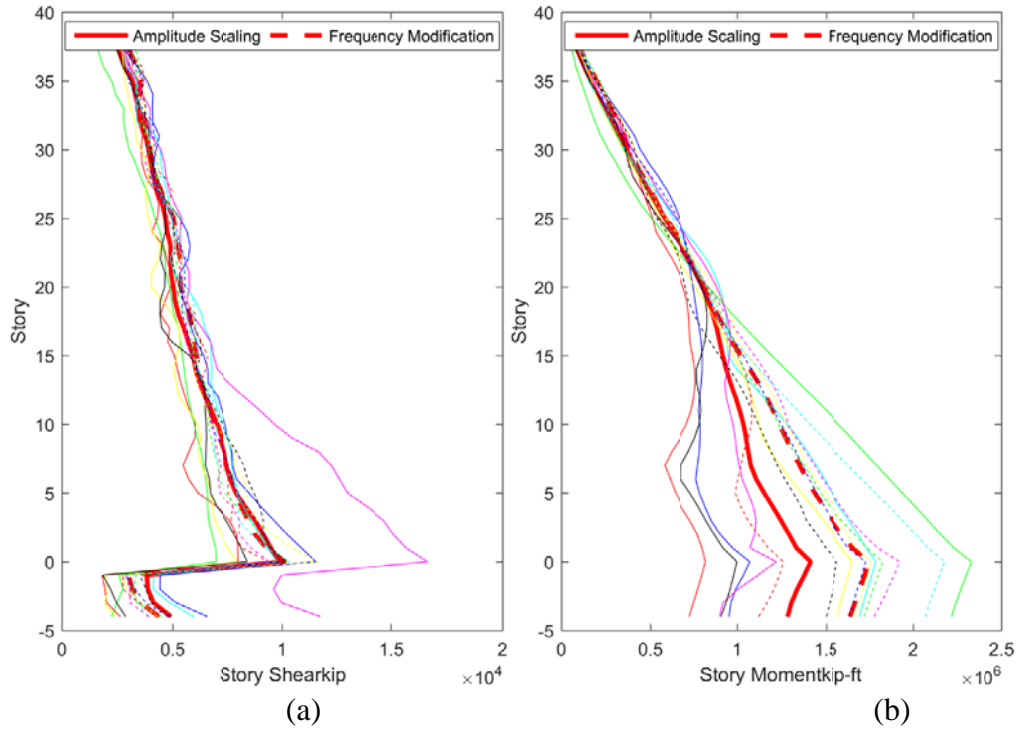 Amplitude Scaling Frequency Modification
Story
40
35
30
25
20
15
10
5
0
-5
0 0.5 1 1.5 2
Story Shearkip
×10^4
(a)
Amplitude Scaling Frequency Modification
Story
40
35
30
25
20
15
10
5
0
-5
0 0.5 1 1.5 2 2.5
Story Momentkip-ft
×10^6
(b)